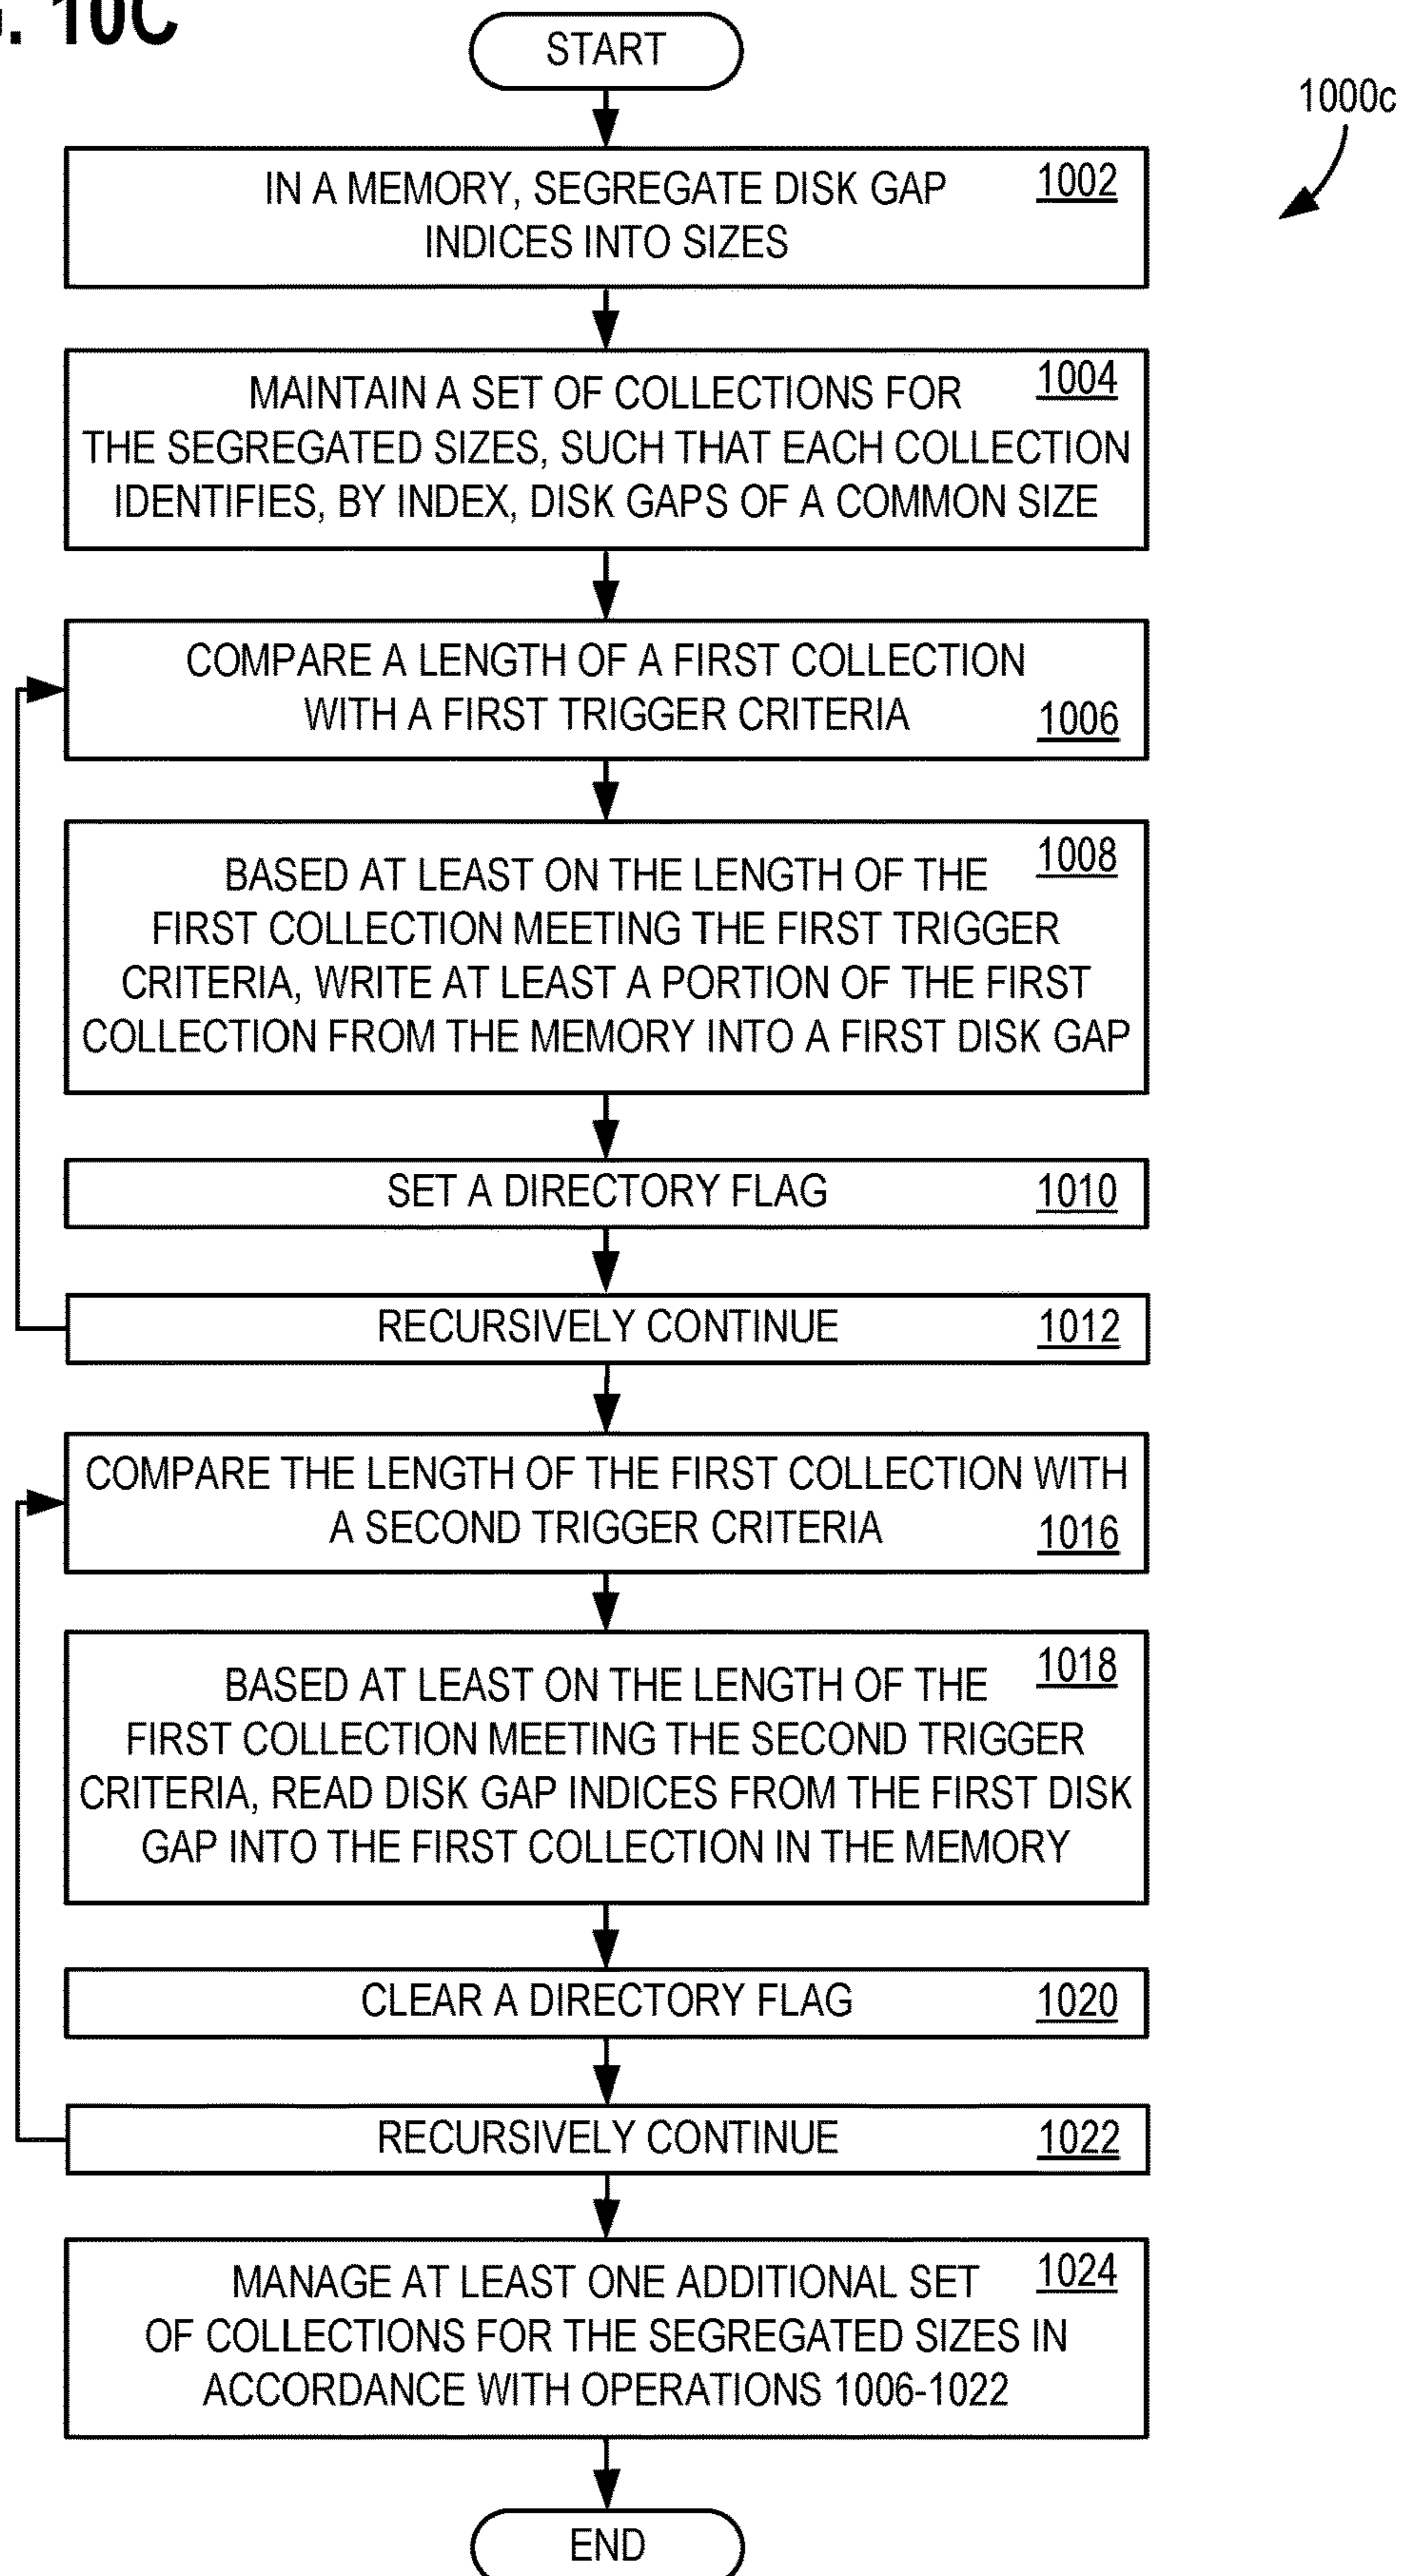 . 10C
START
1000c
IN A MEMORY, SEGREGATE DISK GAP 1002
INDICES INTO SIZES
MAINTAIN A SET OF COLLECTIONS FOR 1004
THE SEGREGATED SIZES, SUCH THAT EACH COLLECTION
IDENTIFIES, BY INDEX, DISK GAPS OF A COMMON SIZE
COMPARE A LENGTH OF A FIRST COLLECTION
WITH A FIRST TRIGGER CRITERIA 1006
BASED AT LEAST ON THE LENGTH OF THE 1008
FIRST COLLECTION MEETING THE FIRST TRIGGER
CRITERIA, WRITE AT LEAST A PORTION OF THE FIRST
COLLECTION FROM THE MEMORY INTO A FIRST DISK GAP
SET A DIRECTORY FLAG 1010
RECURSIVELY CONTINUE 1012
COMPARE THE LENGTH OF THE FIRST COLLECTION WITH
A SECOND TRIGGER CRITERIA 1016
BASED AT LEAST ON THE LENGTH OF THE 1018
FIRST COLLECTION MEETING THE SECOND TRIGGER
CRITERIA, READ DISK GAP INDICES FROM THE FIRST DISK
GAP INTO THE FIRST COLLECTION IN THE MEMORY
CLEAR A DIRECTORY FLAG 1020
RECURSIVELY CONTINUE 1022
MANAGE AT LEAST ONE ADDITIONAL SET 1024
OF COLLECTIONS FOR THE SEGREGATED SIZES IN
ACCORDANCE WITH OPERATIONS 1006-1022
END